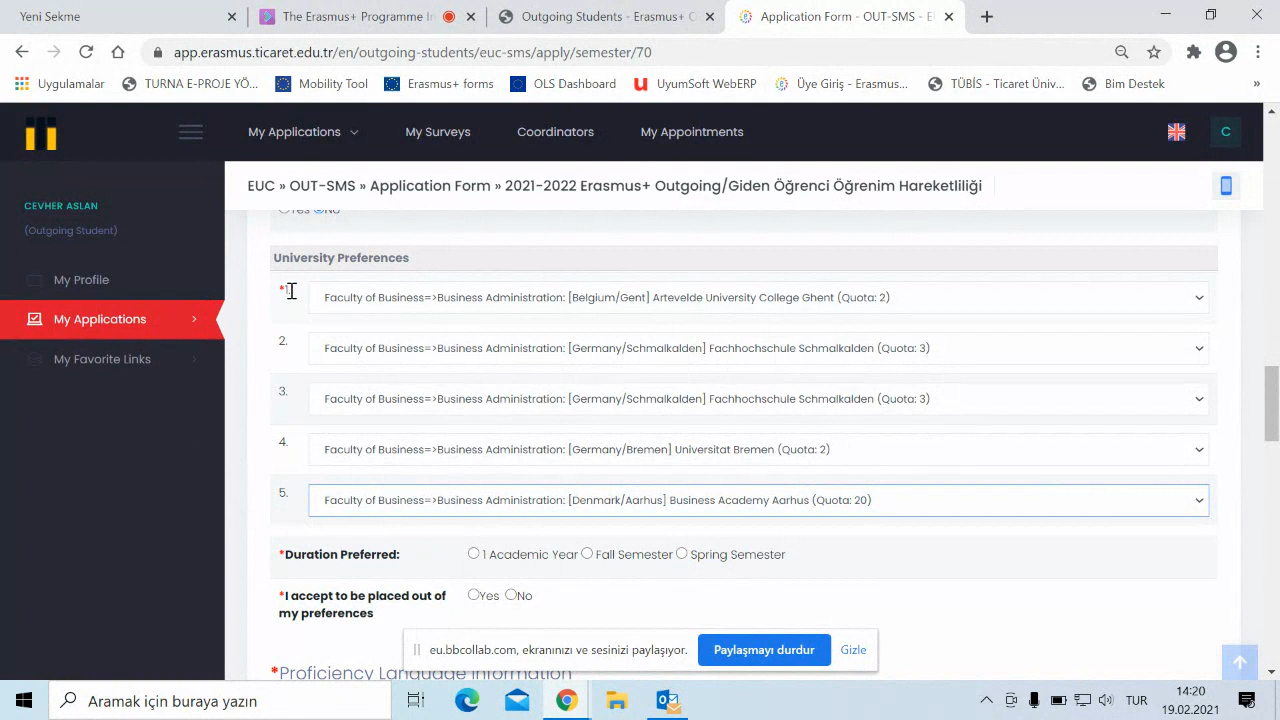 Yeni Sekme
The Erasmus+ Programme In
Outgoing Students - Erasmus+ C
Application Form - OUT-SMS - E
app.erasmus.ticaret.edu.tr/en/outgoing-students/euc-sms/apply/semester/70
Uygulamalar
TURNA E-PROJE YÖ...
Mobility Tool
Erasmus+ forms
OLS Dashboard
UyumSoft WebERP
Üye Giriş - Erasmus...
TÜBİS - Ticaret Üniv...
Bim Destek
»
My Applications
My Surveys
Coordinators
My Appointments
C
EUC » OUT-SMS » Application Form » 2021-2022 Erasmus+ Outgoing/Giden Öğrenci Öğrenim Hareketliliği
CEVHER ASLAN
(Outgoing Student)
My Profile
My Applications
My Favorite Links
Yes No
University Preferences
* Faculty of Business=>Business Administration: [Belgium/Gent] Artevelde University College Ghent (Quota: 2)
2. Faculty of Business=>Business Administration: [Germany/Schmalkalden] Fachhochschule Schmalkalden (Quota: 3)
3. Faculty of Business=>Business Administration: [Germany/Schmalkalden] Fachhochschule Schmalkalden (Quota: 3)
4. Faculty of Business=>Business Administration: [Germany/Bremen] Universitat Bremen (Quota: 2)
5. Faculty of Business=>Business Administration: [Denmark/Aarhus] Business Academy Aarhus (Quota: 20)
*Duration Preferred: 1 Academic Year Fall Semester Spring Semester
*I accept to be placed out of Yes No
my preferences
eu.bbcollab.com, ekranınızı ve sesinizi paylaşıyor. Paylaşmayı durdur Gizle
*Proficiency Language Information
Aramak için buraya yazın
TUR
14:20
19.02.2021